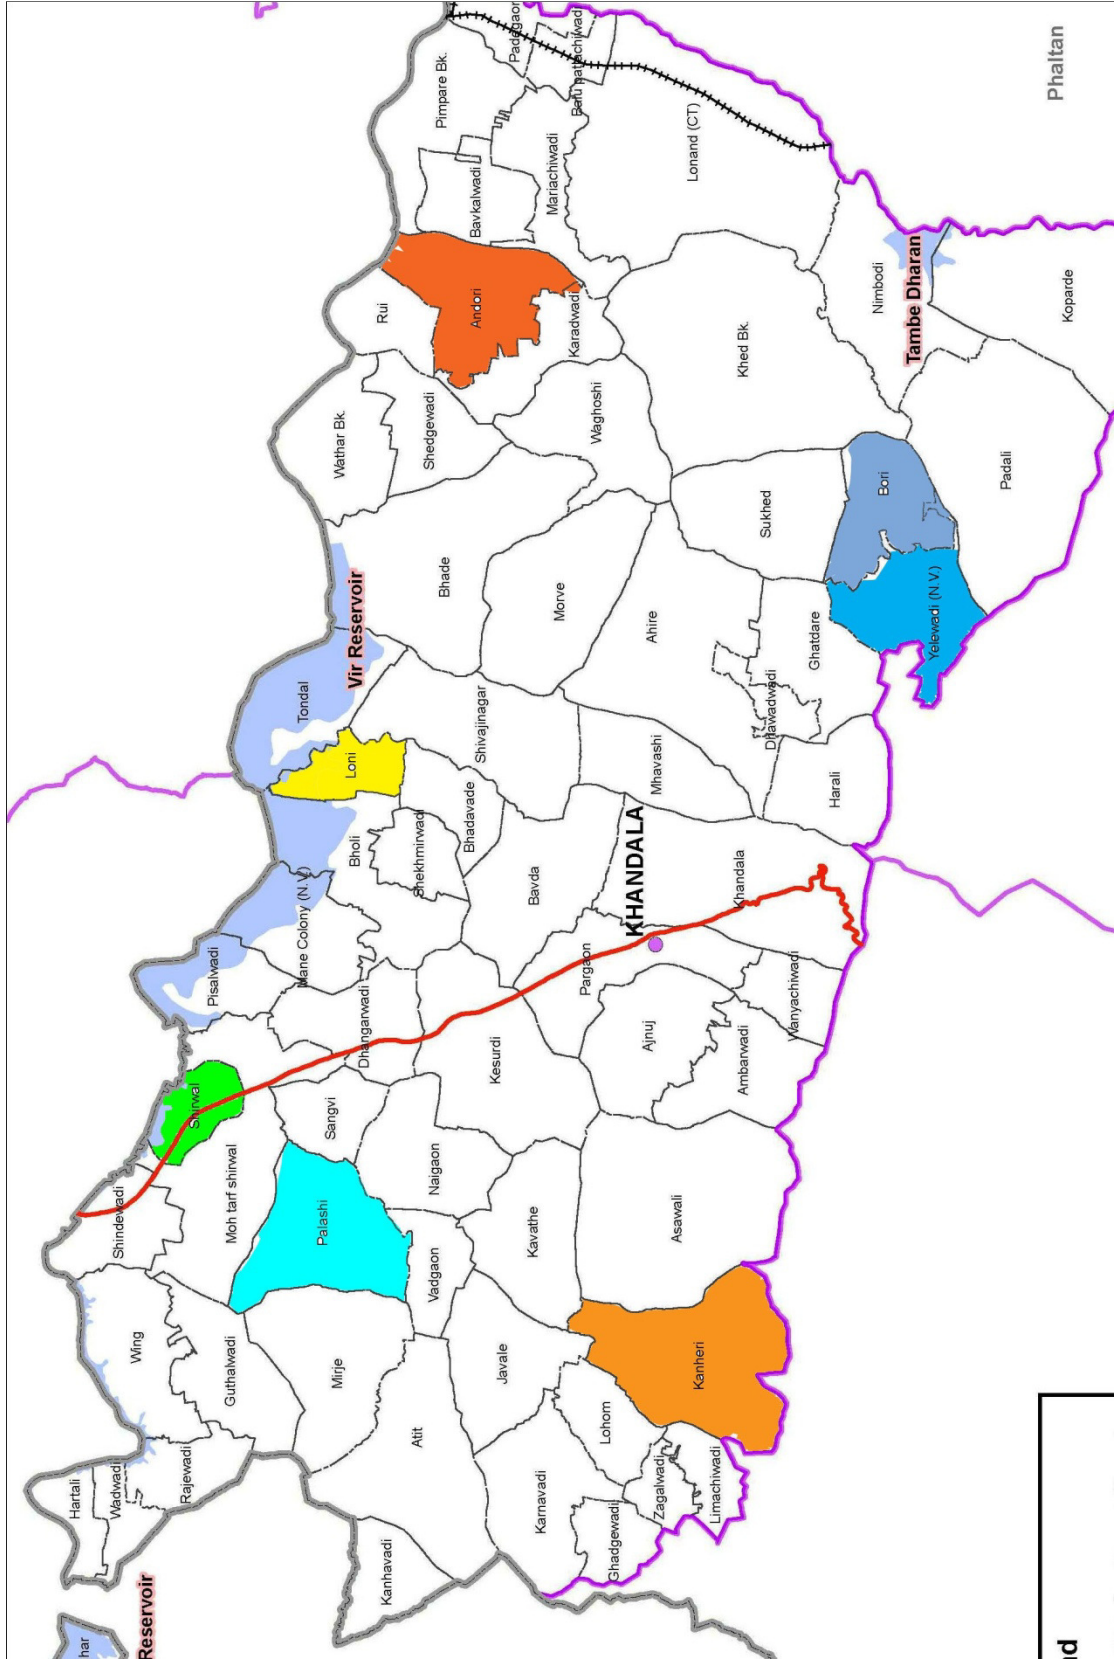 Hartali
Wadwadi
Rajewadi
Wing
Guthalwadi
Shindewadi
Moh tarf shirwal
Shirwal
Pisalwadi
Mane Colony (N.V.)
Bholi
Loni
Tondal
Vir Reservoir
Wathar Bk.
Rui
Shedgewadi
Andori
Karadwadi
Bavkalwadi
Pimpare Bk.
Padegaon
Mariachiwadi
Lonand (CT)
Phaltan
Kanhavadi
Atit
Mirje
Palashi
Sangvi
Dhangarwadi
Shekhmirwadi
Bhadavade
Shivajinagar
Bhade
Morve
Waghoshi
Khed Bk.
Nimbodi
Tambe Dharan
Koparde
Padali
Vadgaon
Naigaon
Kesurdi
Bavda
Mhavashi
Ahire
Sukhed
Bori
Yelewadi (N.V.)
Ghatdare
Dhawadwadi
Harali
KHANDALA
Khandala
Pargaon
Ajnuj
Ambarwadi
Wanyachiwadi
Kavathe
Asawali
Javale
Kanheri
Lohom
Karnavadi
Ghadgewadi
Zagalwadi
Limachiwadi
har
Reservoir
nd